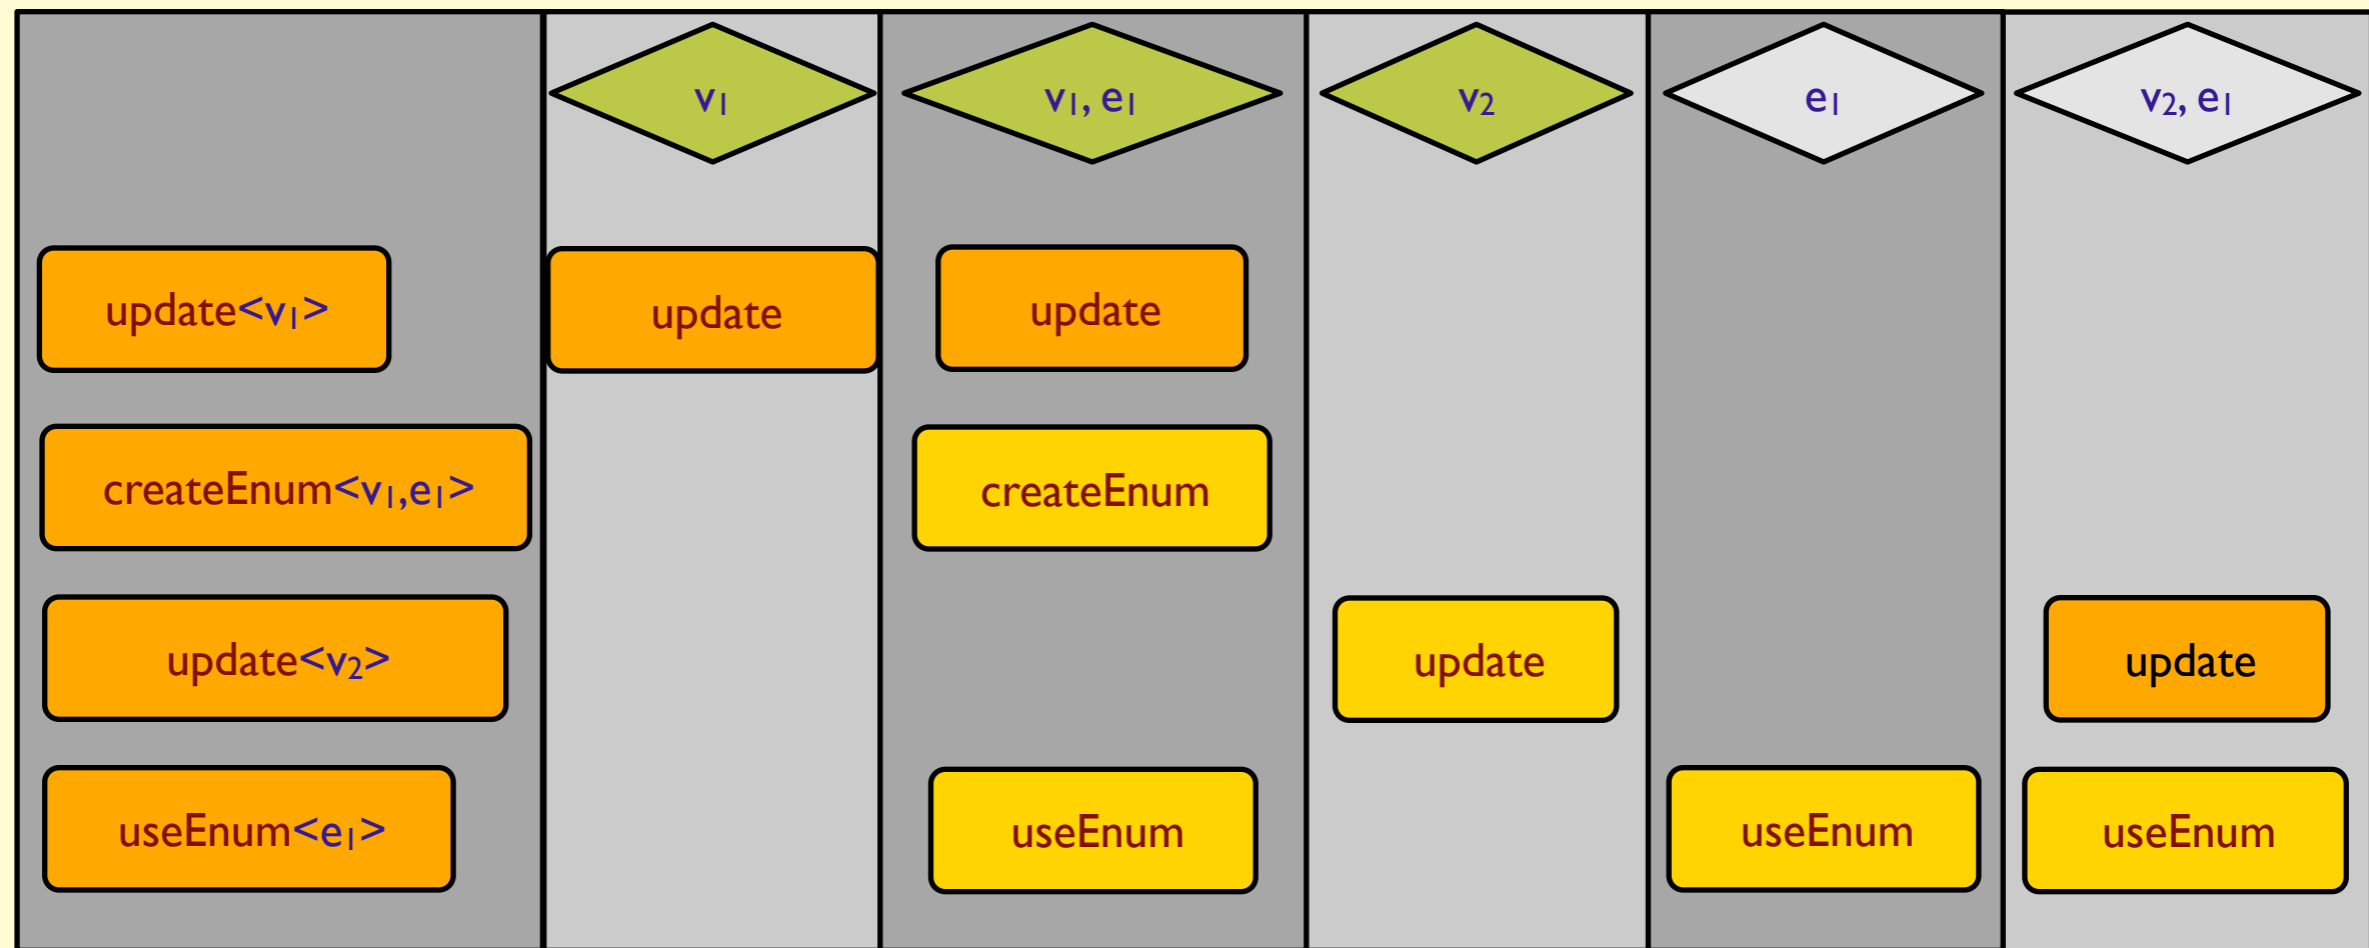 v₁
v₁, e₁
v₂
e₁
v₂, e₁
update<v₁>
update
update
createEnum<v₁,e₁>
createEnum
update<v₂>
update
update
useEnum<e₁>
useEnum
useEnum
useEnum